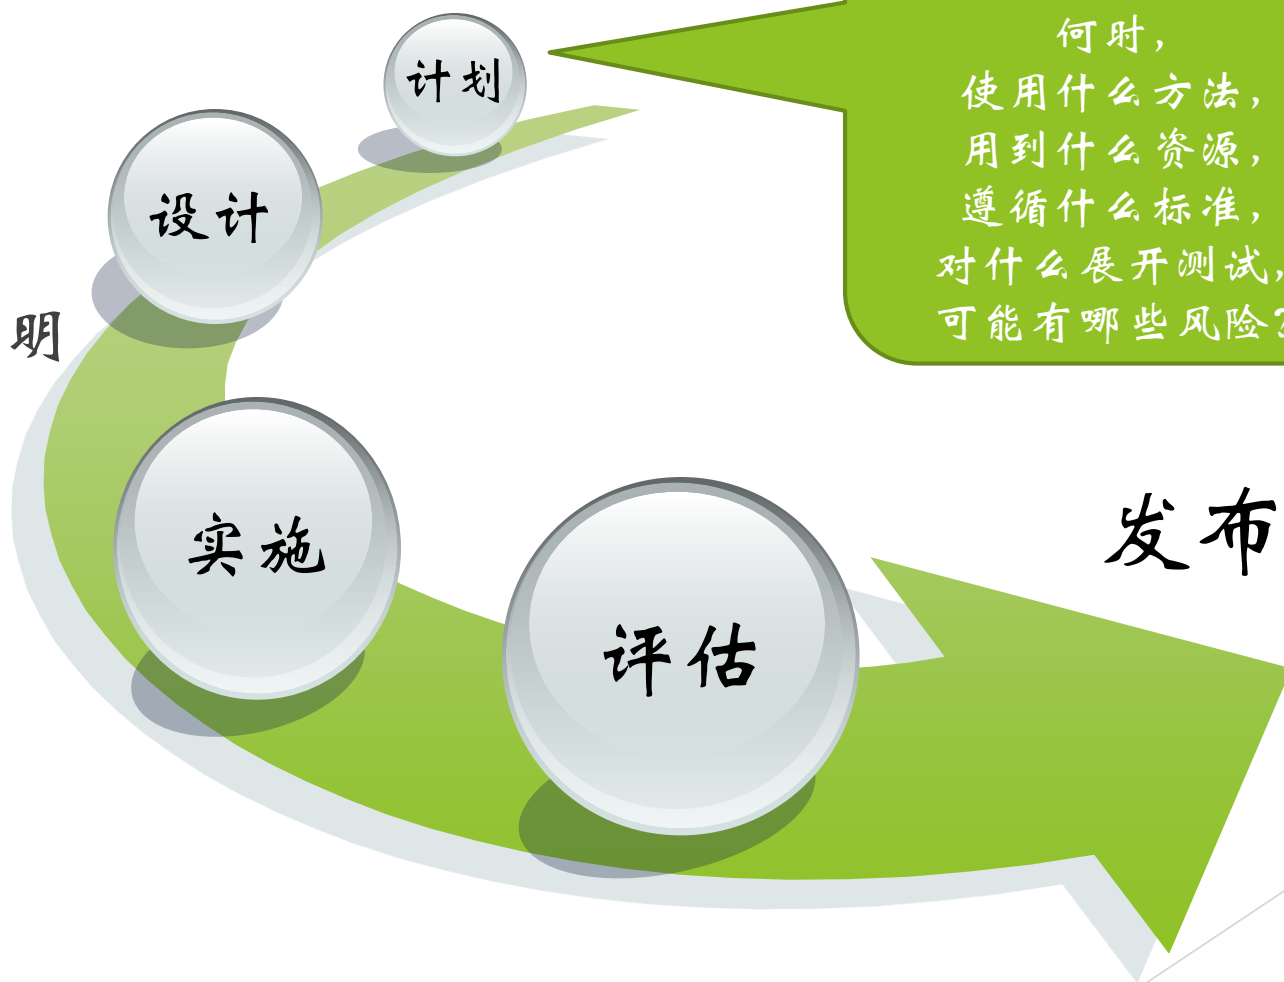 计划
何时，
使用什么方法，
用到什么资源，
遵循什么标准，
对什么展开测试，
可能有哪些风险？
设计
明
实施
发布
评估